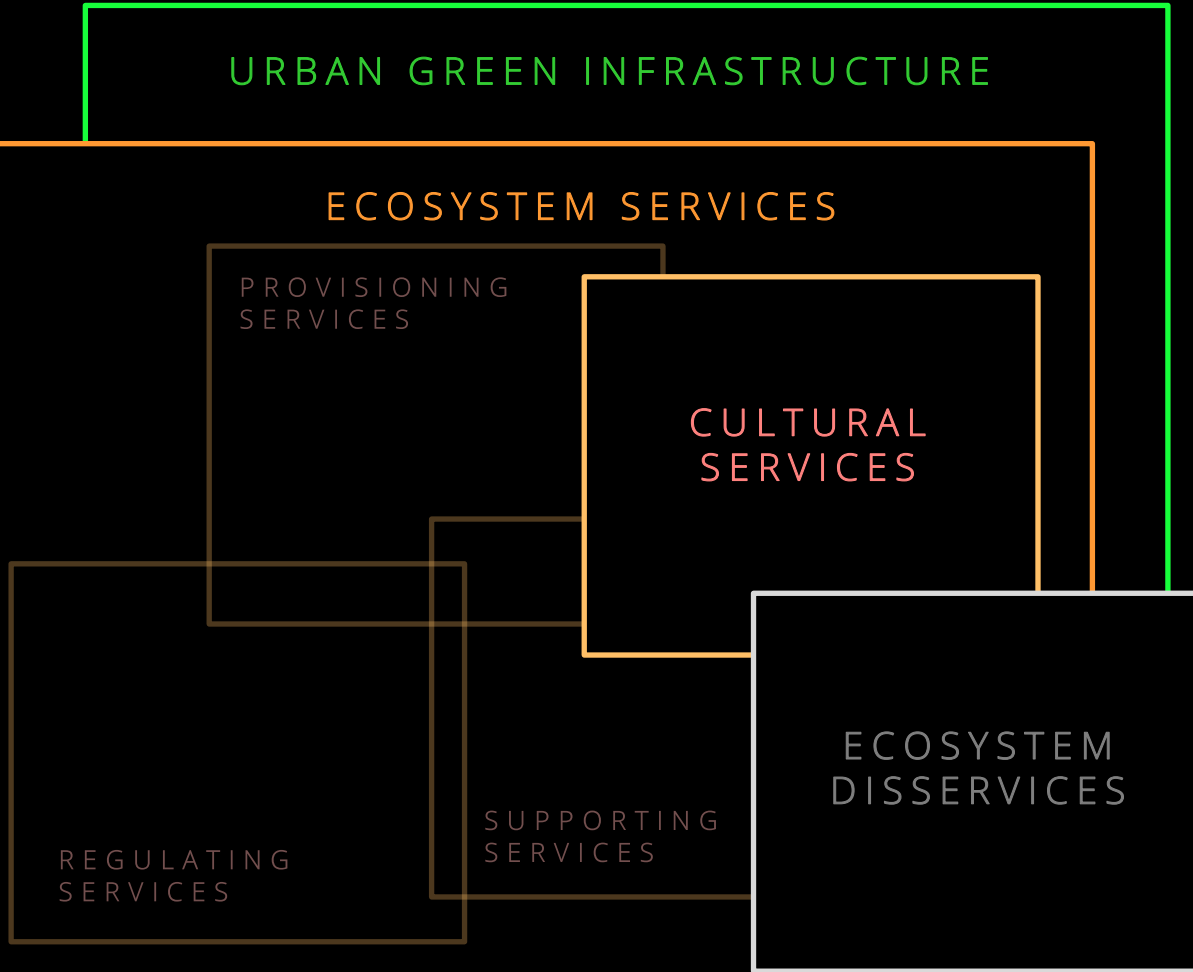 URBAN GREEN INFRASTRUCTURE
ECOSYSTEM SERVICES
PROVISIONING
SERVICES
CULTURAL
SERVICES
ECOSYSTEM
DISSERVICES
SUPPORTING
SERVICES
REGULATING
SERVICES